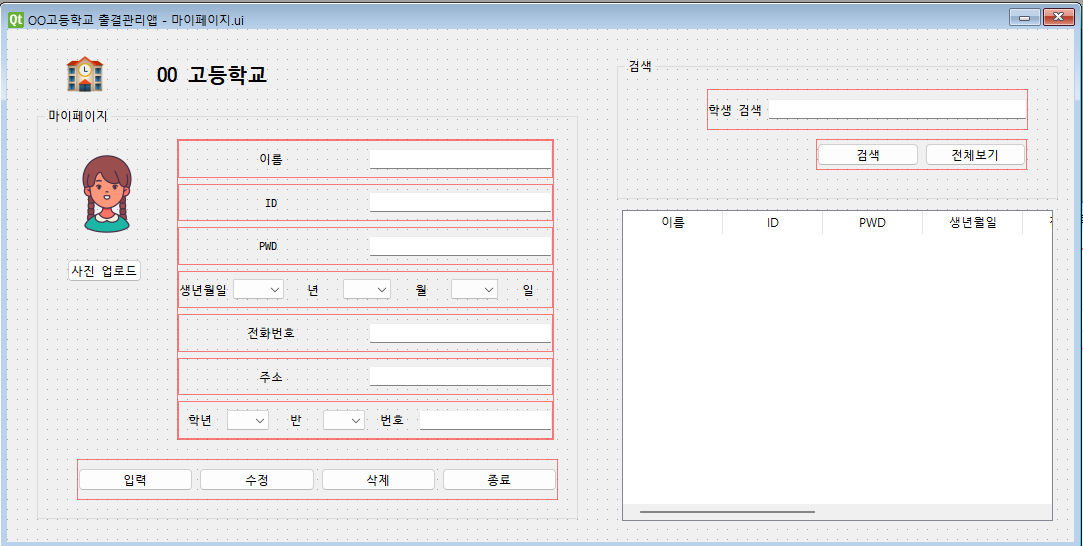 OO고등학교 출결관리앱 - 마이페이지.ui
OO 고등학교
마이페이지
사진 업로드
이름
ID
PWD
생년월일 년 월 일
전화번호
주소
학년 반 번호
입력 수정 삭제 종료
검색
학생 검색
검색 전체보기
이름 ID PWD 생년월일